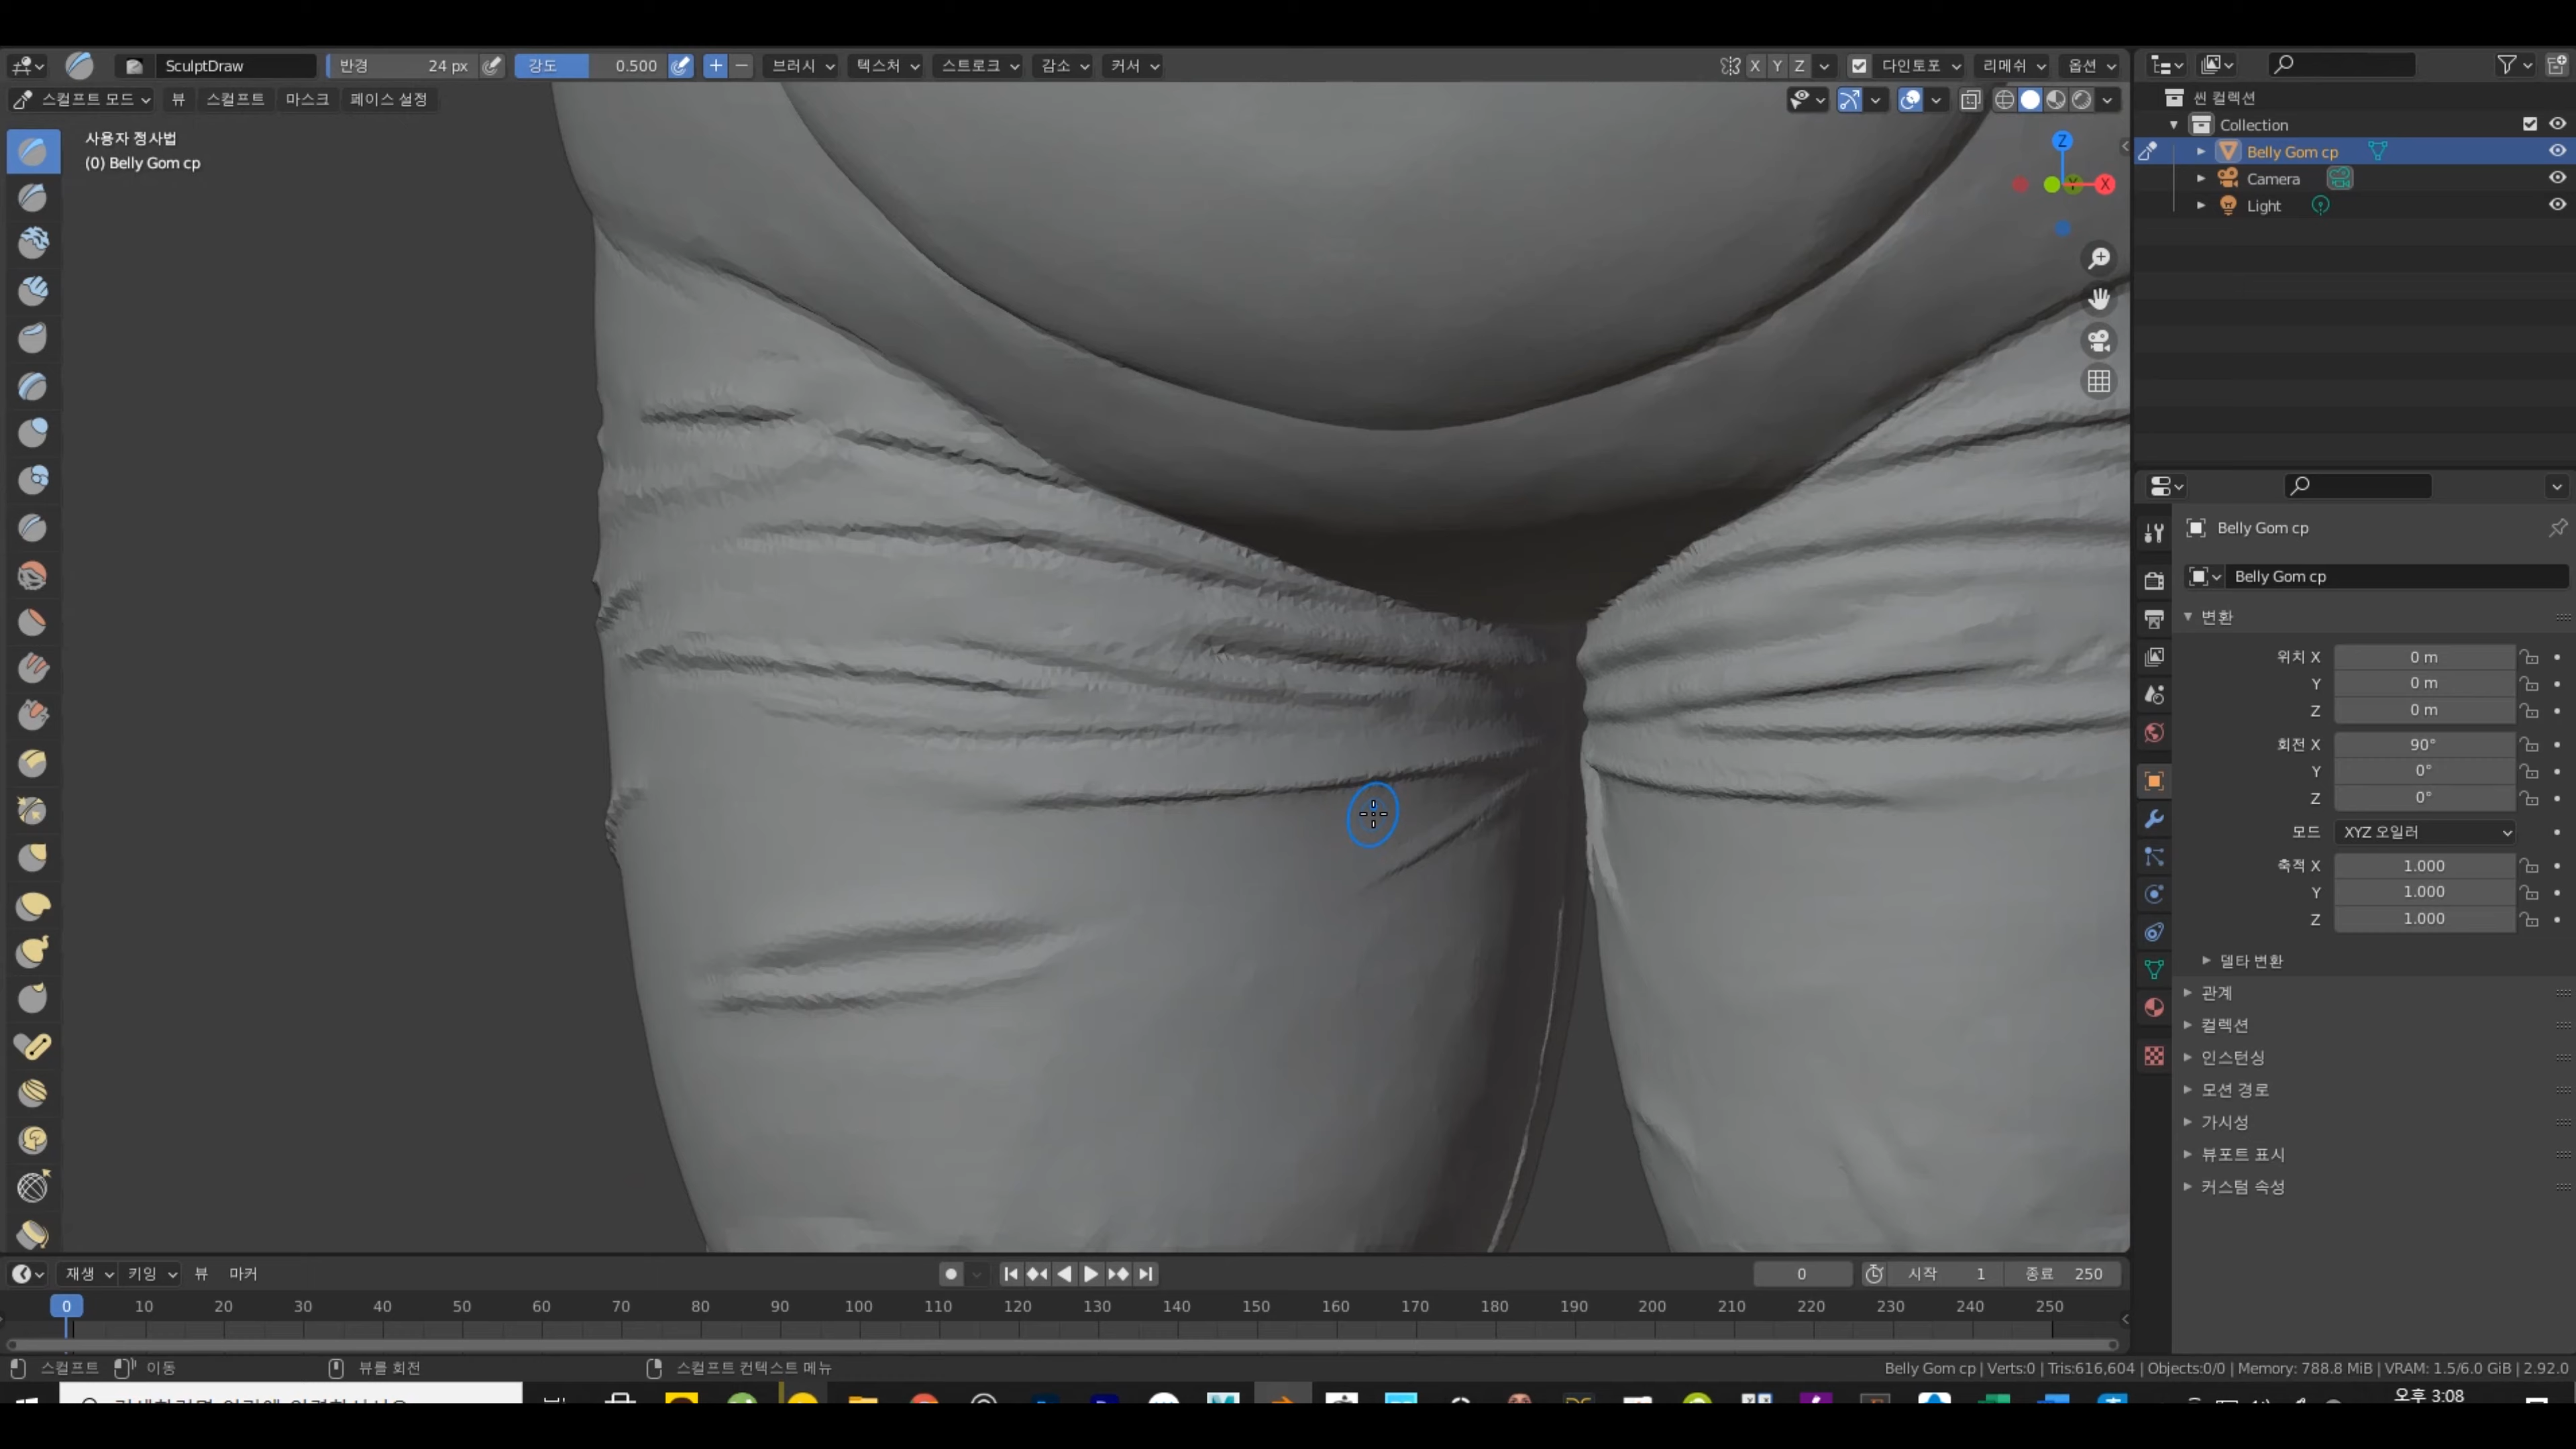 SculptDraw 반경 24 px 강도 0.500 브러시 텍스처 스트로크 감소 커서 X Y Z 다인토포 리메쉬 옵션
스컬프트 모드 뷰 스컬프트 마스크 페이스 설정
사용자 정사법
(0) Belly Gom cp
Z
Y X
씬 컬렉션
Collection
Belly Gom cp
Camera
Light
Belly Gom cp
Belly Gom cp
변환
위치 X 0 m
Y 0 m
Z 0 m
회전 X 90°
Y 0°
Z 0°
모드 XYZ 오일러
축적 X 1.000
Y 1.000
Z 1.000
델타 변환
관계
컬렉션
인스턴싱
모션 경로
가시성
뷰포트 표시
커스텀 속성
재생 키잉 뷰 마커 0 시작 1 종료 250
0 10 20 30 40 50 60 70 80 90 100 110 120 130 140 150 160 170 180 190 200 210 220 230 240 250
스컬프트 이동 뷰를 회전 스컬프트 컨텍스트 메뉴 Belly Gom cp | Verts:0 | Tris:616,604 | Objects:0/0 | Memory: 788.8 MiB | VRAM: 1.5/6.0 GiB | 2.92.0
오후 3:08